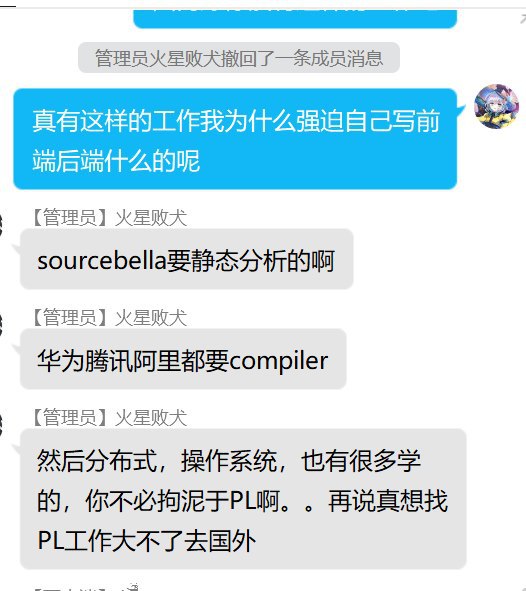 管理员火星败犬撤回了一条成员消息
真有这样的工作我为什么强迫自己写前
端后端什么的呢
【管理员】火星败犬
sourcebella要静态分析的啊
【管理员】火星败犬
华为腾讯阿里都要compiler
【管理员】火星败犬
然后分布式，操作系统，也有很多学
的，你不必拘泥于PL啊。。再说真想找
PL工作大不了去国外